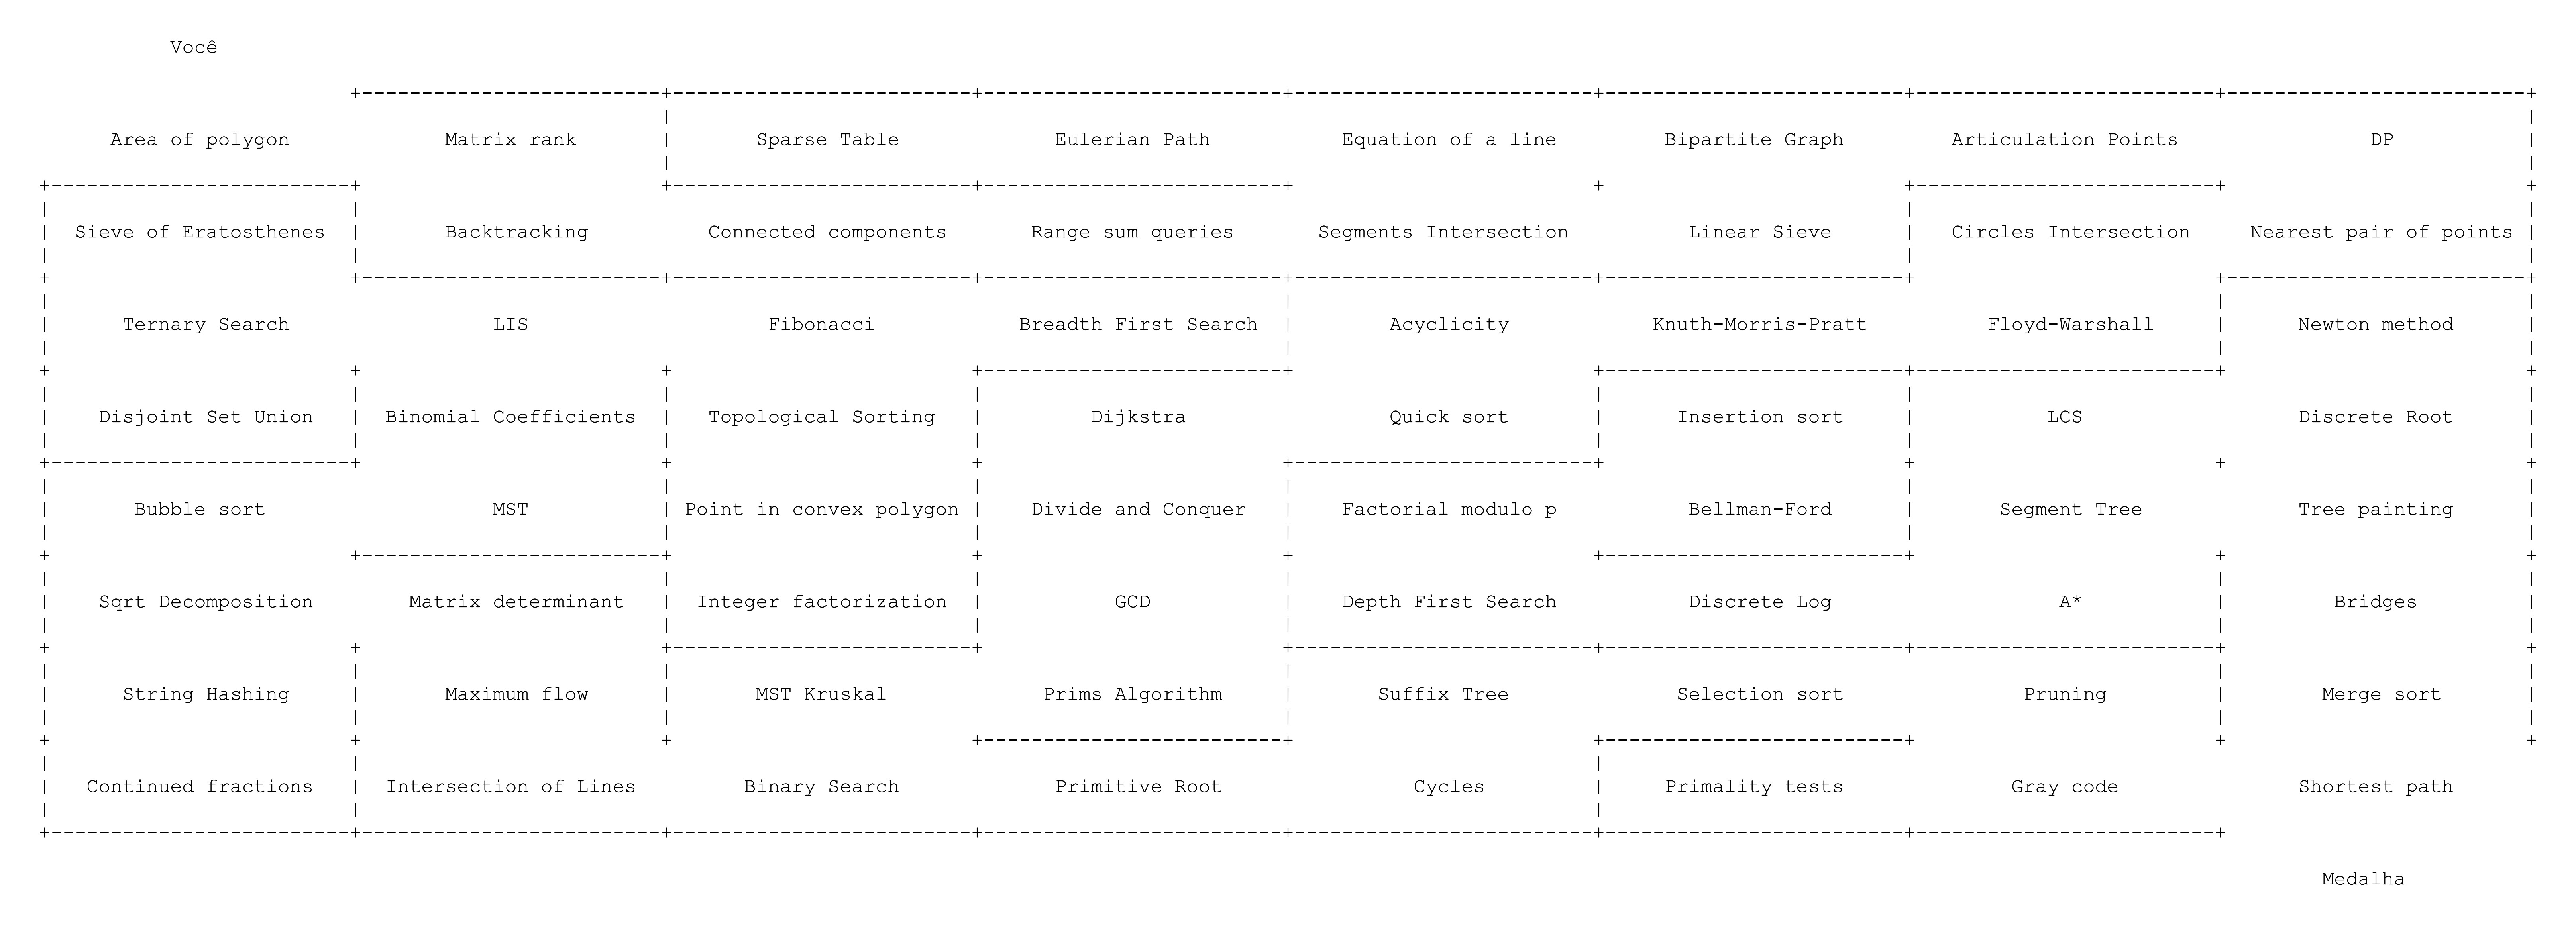 Você
Area of polygon Matrix rank Sparse Table Eulerian Path Equation of a line Bipartite Graph Articulation Points DP
Sieve of Eratosthenes Backtracking Connected components Range sum queries Segments Intersection Linear Sieve Circles Intersection Nearest pair of points
Ternary Search LIS Fibonacci Breadth First Search Acyclicity Knuth-Morris-Pratt Floyd-Warshall Newton method
Disjoint Set Union Binomial Coefficients Topological Sorting Dijkstra Quick sort Insertion sort LCS Discrete Root
Bubble sort MST Point in convex polygon Divide and Conquer Factorial modulo p Bellman-Ford Segment Tree Tree painting
Sqrt Decomposition Matrix determinant Integer factorization GCD Depth First Search Discrete Log A* Bridges
String Hashing Maximum flow MST Kruskal Prims Algorithm Suffix Tree Selection sort Pruning Merge sort
Continued fractions Intersection of Lines Binary Search Primitive Root Cycles Primality tests Gray code Shortest path
Medalha